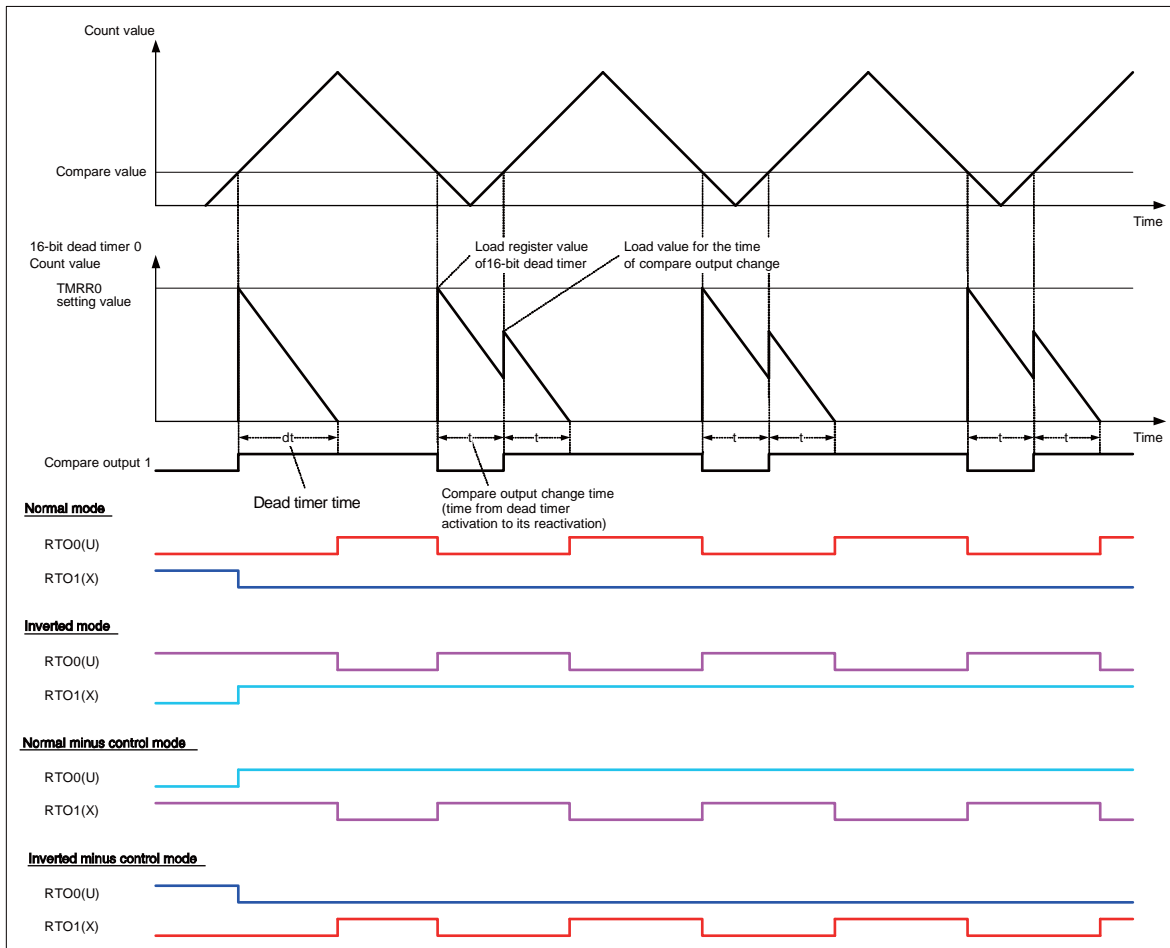 Count value
Compare value
Time
16-bit dead timer 0
Count value
TMRR0
setting value
Load register value
of16-bit dead timer
Load value for the time
of compare output change
dt
t
t
t
t
t
t
Time
Compare output 1
Dead timer time
Compare output change time
(time from dead timer
activation to its reactivation)
Normal mode
RTO0(U)
RTO1(X)
Inverted mode
RTO0(U)
RTO1(X)
Normal minus control mode
RTO0(U)
RTO1(X)
Inverted minus control mode
RTO0(U)
RTO1(X)